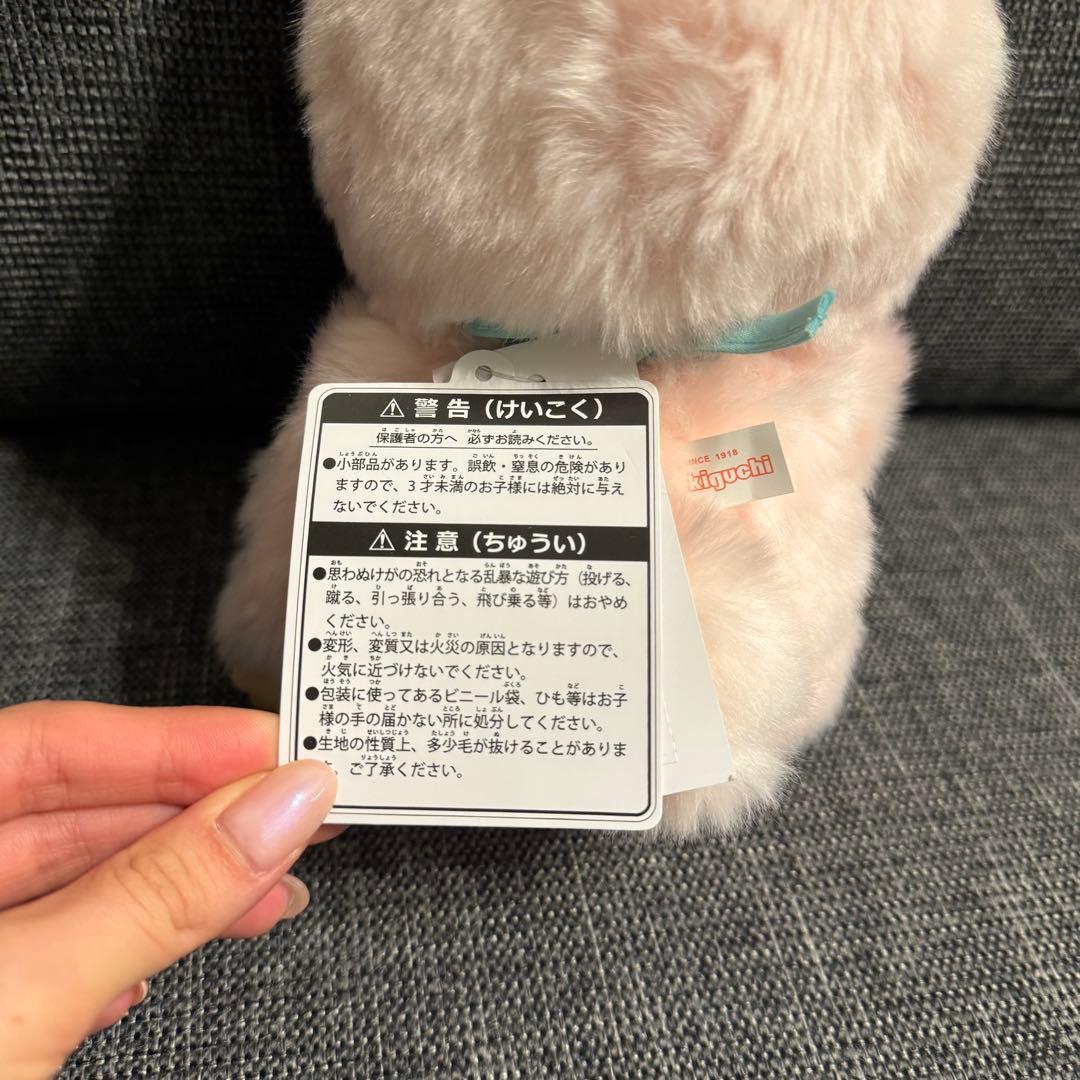 ⚠ 警告（けいこく）
保護者の方へ 必ずお読みください。
●小部品があります。誤飲・窒息の危険があり
ますので、3才未満のお子様には絶対に与え
ないでください。
⚠ 注意（ちゅうい）
●思わぬけがの恐れとなる乱暴な遊び方（投げる、
蹴る、引っ張り合う、飛び乗る等）はおやめ
ください。
●変形、変質又は火災の原因となりますので、
火気に近づけないでください。
●包装に使ってあるビニール袋、ひも等はお子
様の手の届かない所に処分してください。
●生地の性質上、多少毛が抜けることがありま
す。ご了承ください。
SINCE 1918
kiguchi